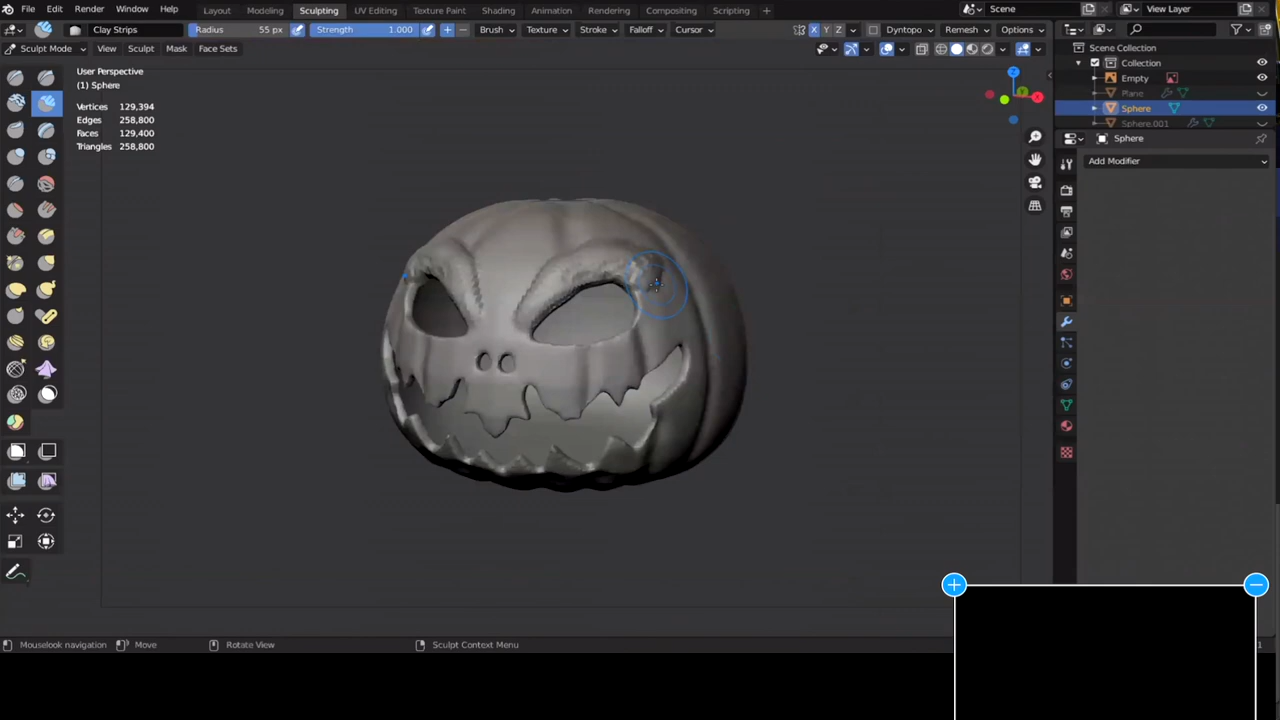 File Edit Render Window Help Layout Modeling Sculpting UV Editing Texture Paint Shading Animation Rendering Compositing Scripting Scene View Layer
Clay Strips Radius 55 px Strength 1.000 Brush Texture Stroke Falloff Cursor X Y Z Dyntopo Remesh Options
Sculpt Mode View Sculpt Mask Face Sets
Scene Collection
Collection
Empty
Plane
Sphere
Sphere.001
Sphere
Add Modifier
User Perspective
(1) Sphere
Vertices 129,394
Edges 258,800
Faces 129,400
Triangles 258,800
Z
X
Y
Mouselook navigation Move Rotate View Sculpt Context Menu 1